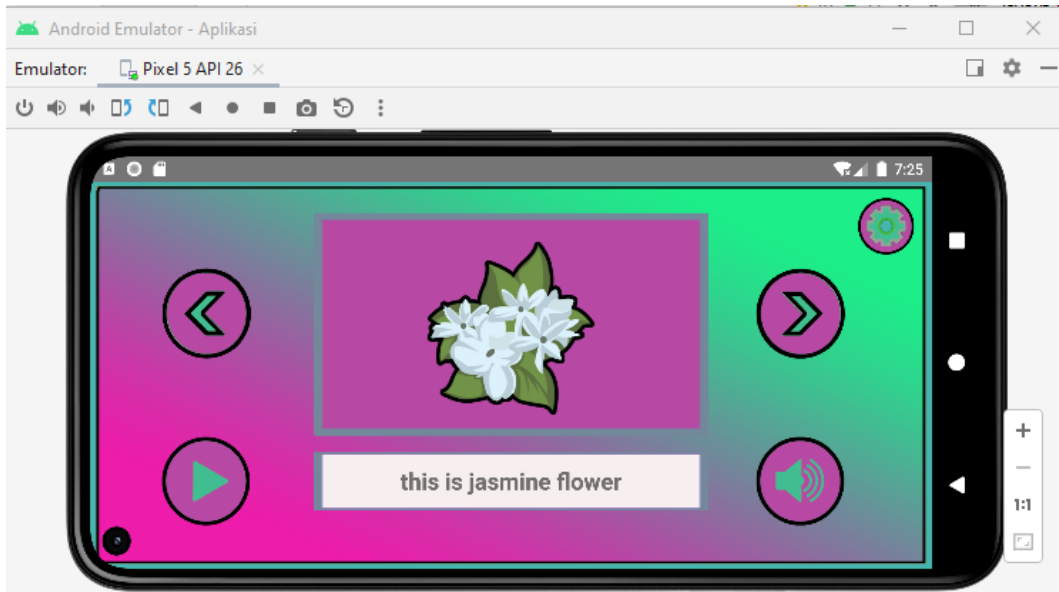 Android Emulator - Aplikasi
Emulator: Pixel 5 API 26
7:25
this is jasmine flower
1:1